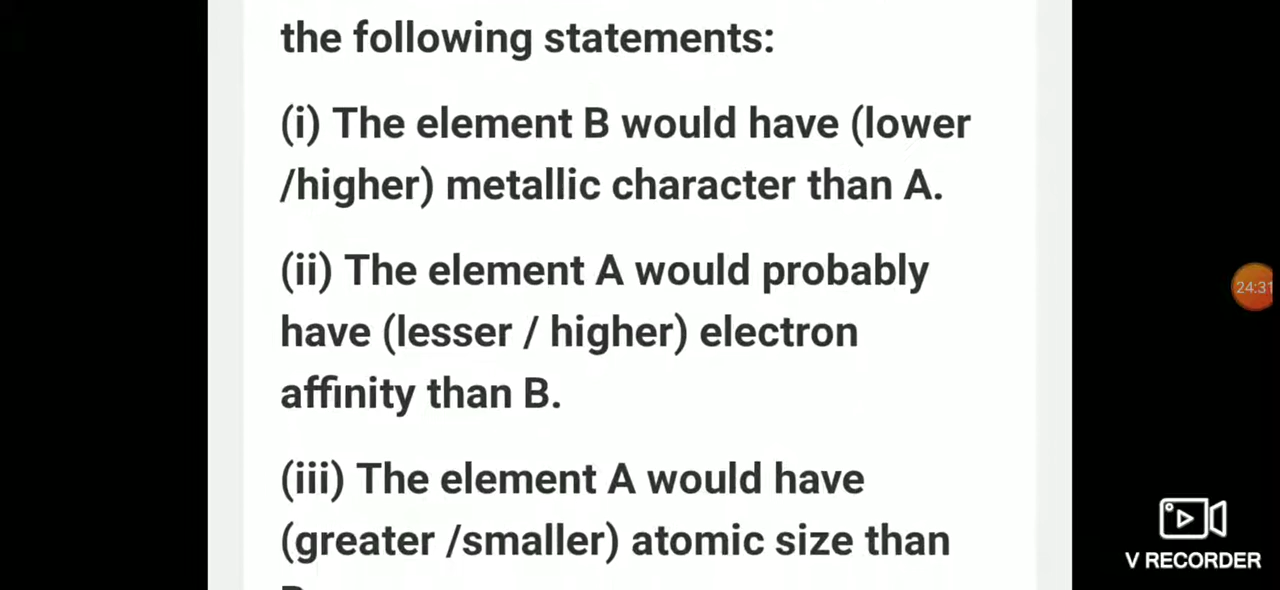 the following statements:
(i) The element B would have (lower
/higher) metallic character than A.
(ii) The element A would probably
have (lesser / higher) electron
affinity than B.
(iii) The element A would have
(greater /smaller) atomic size than
24:31
V RECORDER